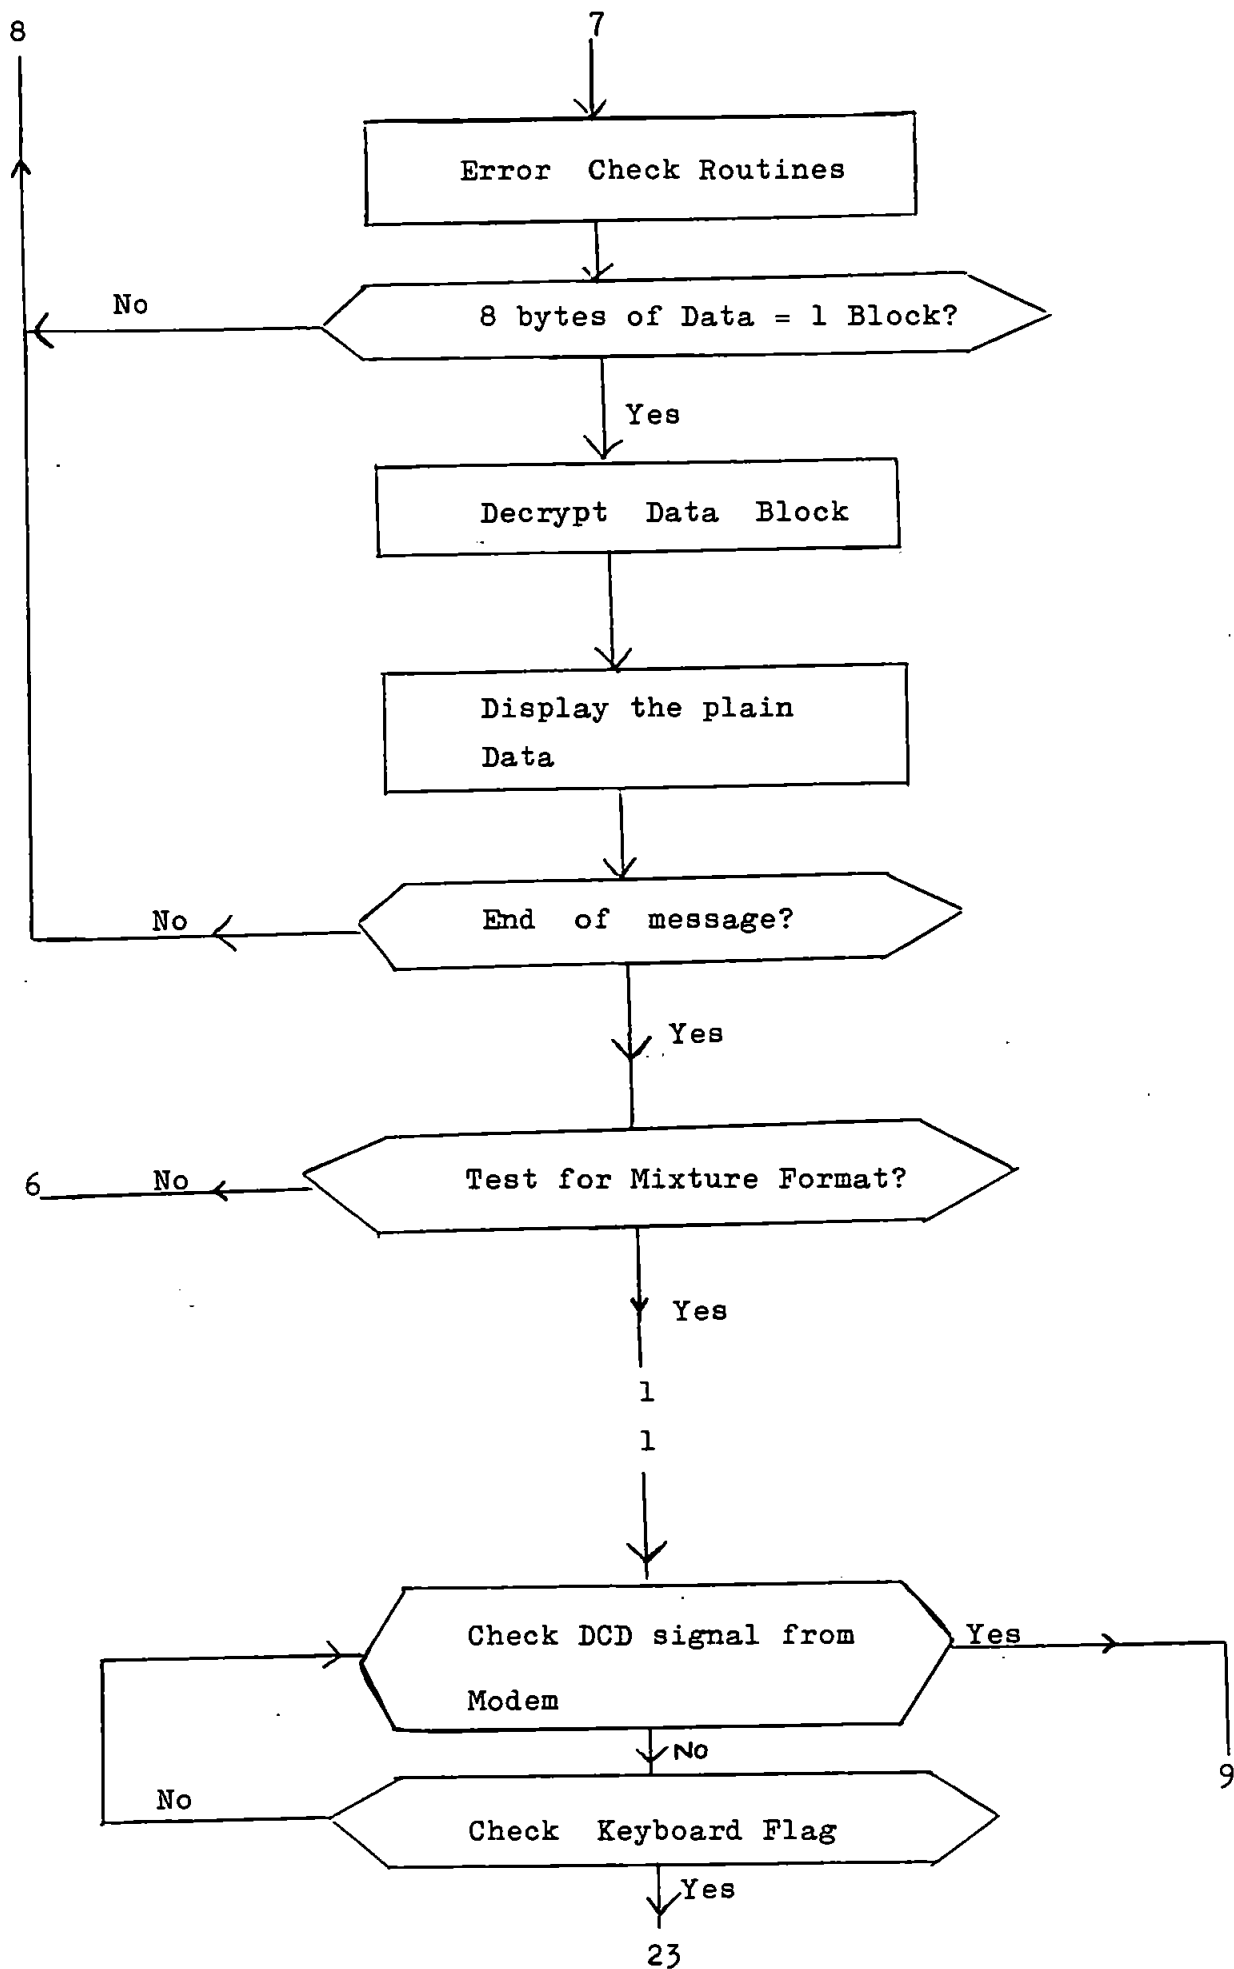 8
7
Error Check Routines
No
8 bytes of Data = 1 Block?
Yes
Decrypt Data Block
Display the plain
Data
No
End of message?
Yes
6
No
Test for Mixture Format?
Yes
1
1
Check DCD signal from
Modem
Yes
No
9
No
Check Keyboard Flag
Yes
23